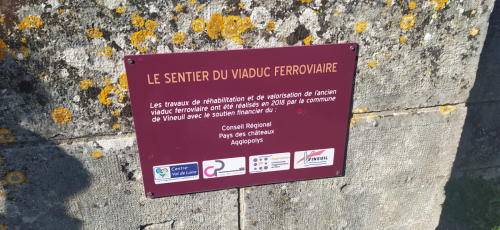 LE SENTIER DU VIADUC FERROVIAIRE
Les travaux de réhabilitation et de valorisation de l'ancien
viaduc ferroviaire ont été réalisés en 2018 par la commune
de Vineuil avec le soutien financier du :
Conseil Régional
Pays des châteaux
Agglopolys
Centre
Val de Loire
VINEUIL